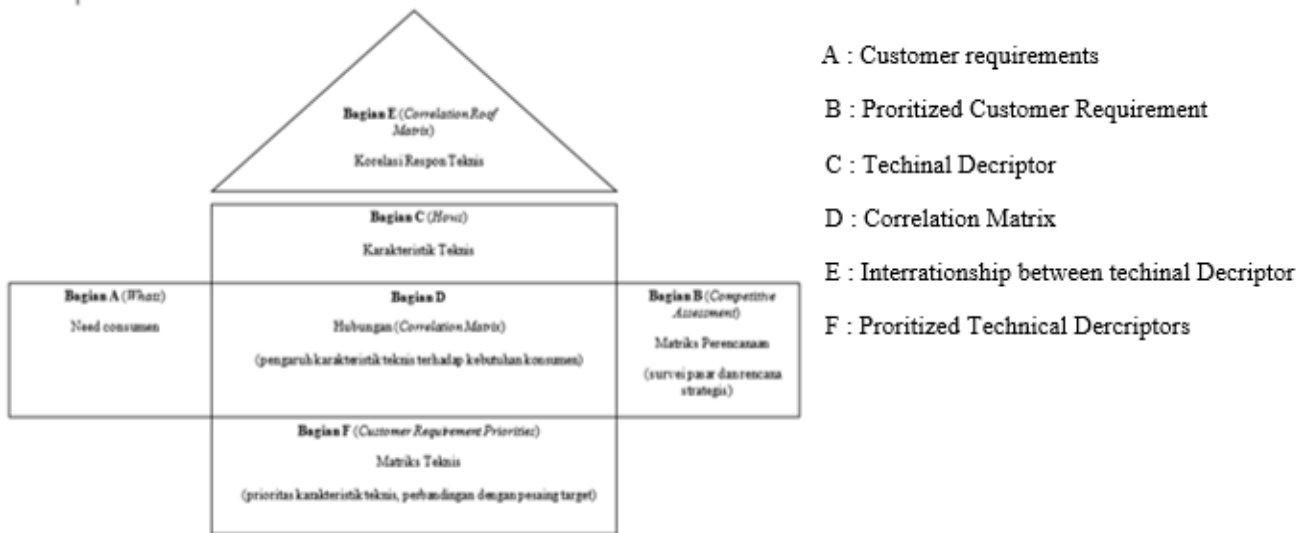 Bagian E (Correlation Roof
Matrix)
Korelasi Respon Teknis
Bagian C (Hows)
Karakteristik Teknis
Bagian A (Whats)
Need consumen
Bagian D
Hubungan (Correlation Matrix)
(pengaruh karakteristik teknis terhadap kebutuhan konsumen)
Bagian B (Competitive
Assessment)
Matriks Perencanaan
(survei pasar dan rencana
strategis)
Bagian F (Customer Requirement Priorities)
Matriks Teknis
(prioritas karakteristik teknis, perbandingan dengan pesaing target)
A : Customer requirements
B : Proritized Customer Requirement
C : Techinal Decriptor
D : Correlation Matrix
E : Interrationship between techinal Decriptor
F : Proritized Technical Dercriptors